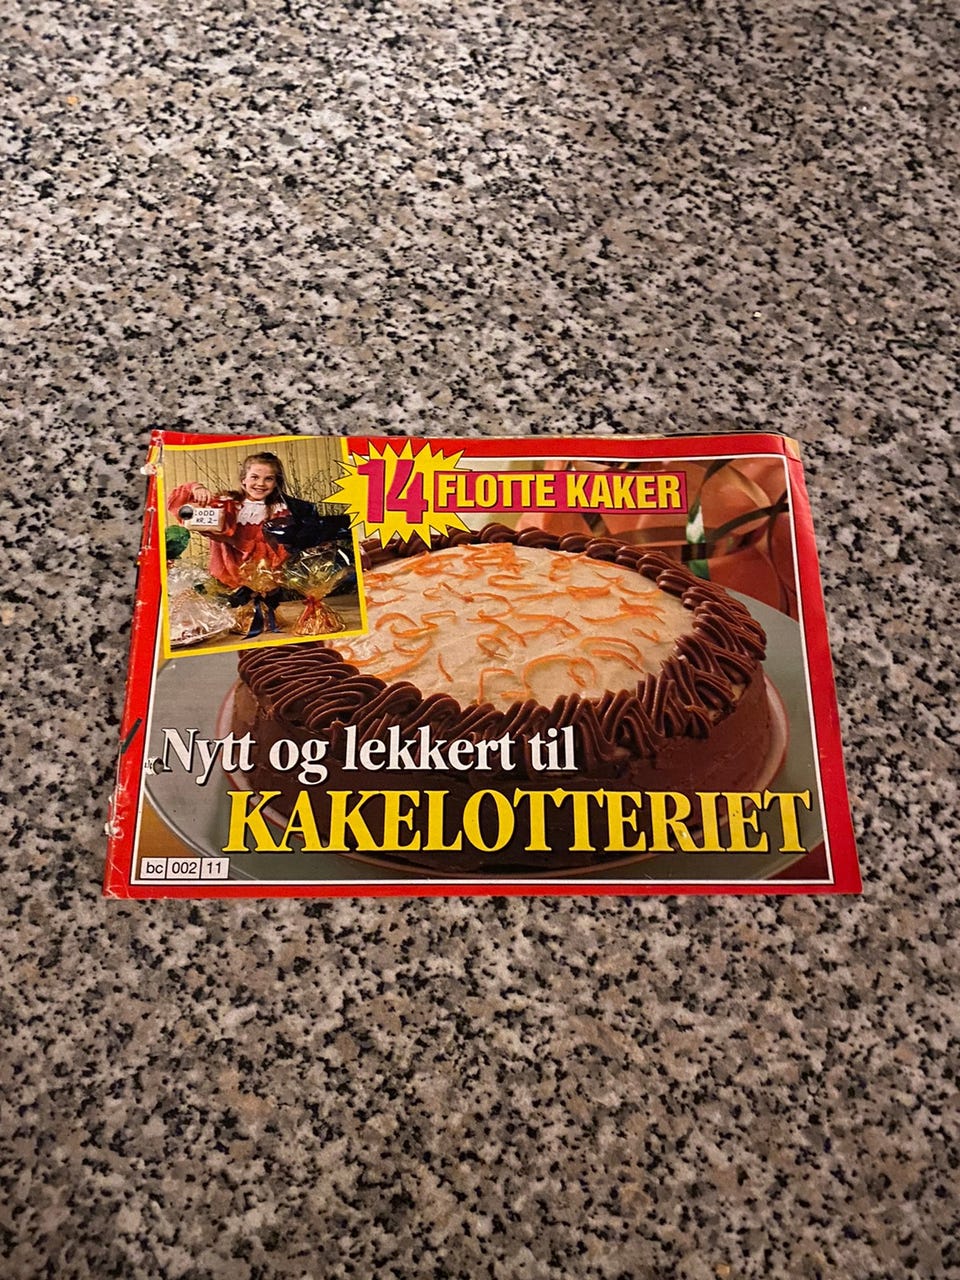 14 FLOTTE KAKER
LODD
KR. 2-
Nytt og lekkert til
KAKELOTTERIET
bc 002 11